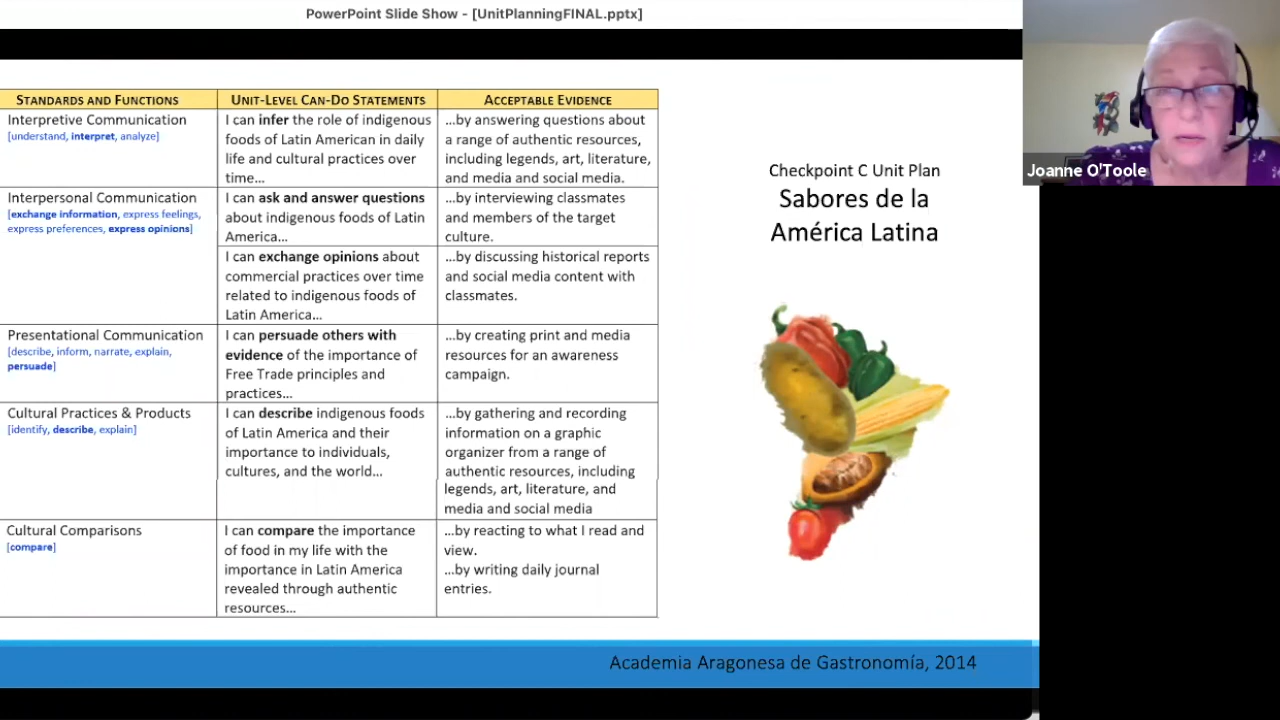 PowerPoint Slide Show - [UnitPlanningFINAL.pptx]
STANDARDS AND FUNCTIONS
UNIT-LEVEL CAN-DO STATEMENTS
ACCEPTABLE EVIDENCE
Interpretive Communication
[understand, interpret, analyze]
I can infer the role of indigenous
foods of Latin American in daily
life and cultural practices over
time…
…by answering questions about
a range of authentic resources,
including legends, art, literature,
and media and social media.
Interpersonal Communication
[exchange information, express feelings,
express preferences, express opinions]
I can ask and answer questions
about indigenous foods of Latin
America…
…by interviewing classmates
and members of the target
culture.
I can exchange opinions about
commercial practices over time
related to indigenous foods of
Latin America…
…by discussing historical reports
and social media content with
classmates.
Presentational Communication
[describe, inform, narrate, explain,
persuade]
I can persuade others with
evidence of the importance of
Free Trade principles and
practices…
…by creating print and media
resources for an awareness
campaign.
Cultural Practices & Products
[identify, describe, explain]
I can describe indigenous foods
of Latin America and their
importance to individuals,
cultures, and the world…
…by gathering and recording
information on a graphic
organizer from a range of
authentic resources, including
legends, art, literature, and
media and social media
Cultural Comparisons
[compare]
I can compare the importance
of food in my life with the
importance in Latin America
revealed through authentic
resources…
…by reacting to what I read and
view.
…by writing daily journal
entries.
Checkpoint C Unit Plan
Sabores de la
América Latina
Academia Aragonesa de Gastronomía, 2014
Joanne O'Toole